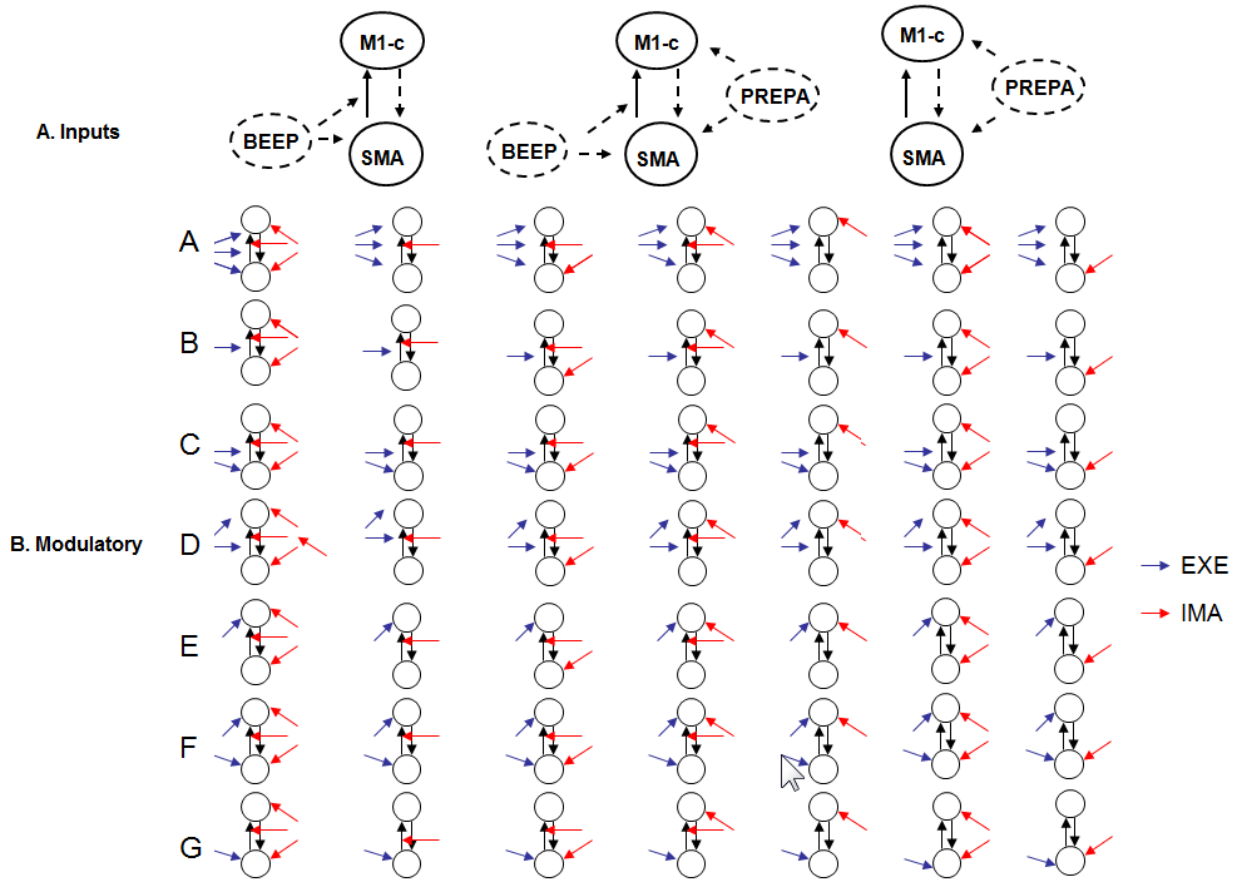 M1-c
M1-c
M1-c
PREPA
PREPA
A. Inputs
BEEP
BEEP
SMA
SMA
SMA
A
B
C
B. Modulatory
D
EXE
IMA
E
F
G